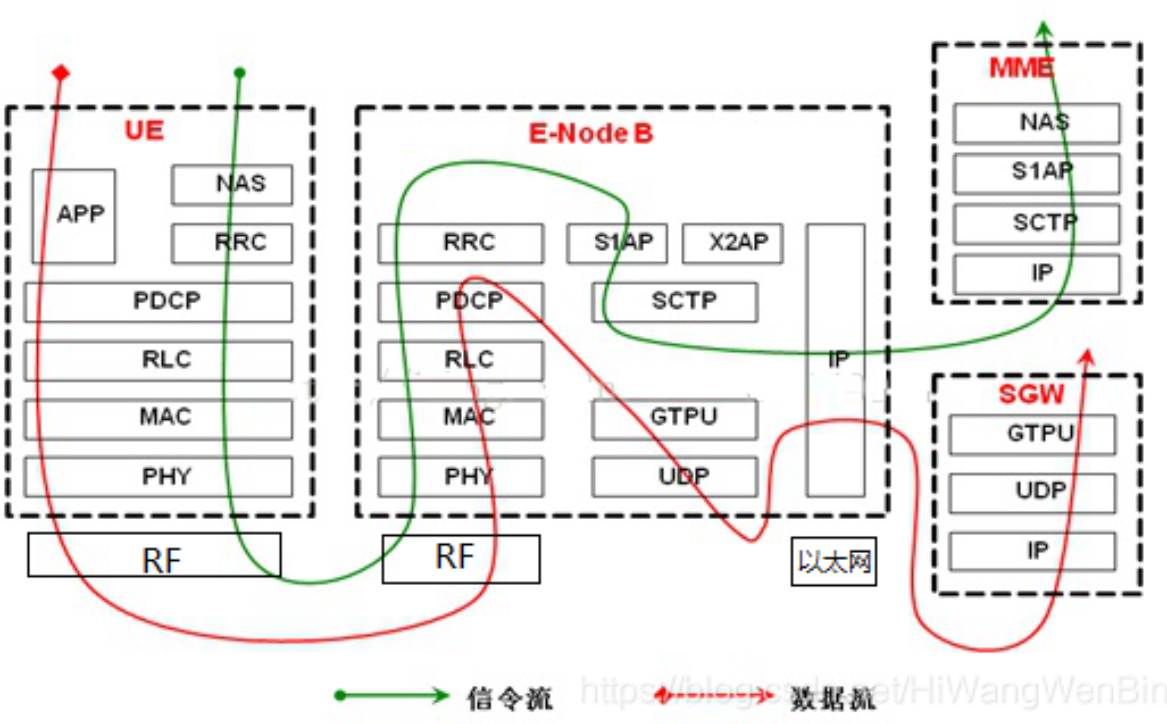 UE
APP
NAS
RRC
PDCP
RLC
MAC
PHY
RF
E-Node B
RRC
S1AP
X2AP
PDCP
SCTP
RLC
IP
MAC
GTPU
PHY
UDP
RF
以太网
MME
NAS
S1AP
SCTP
IP
SGW
GTPU
UDP
IP
信令流
数据流
https://blog.csdn.net/HiWangWenBin